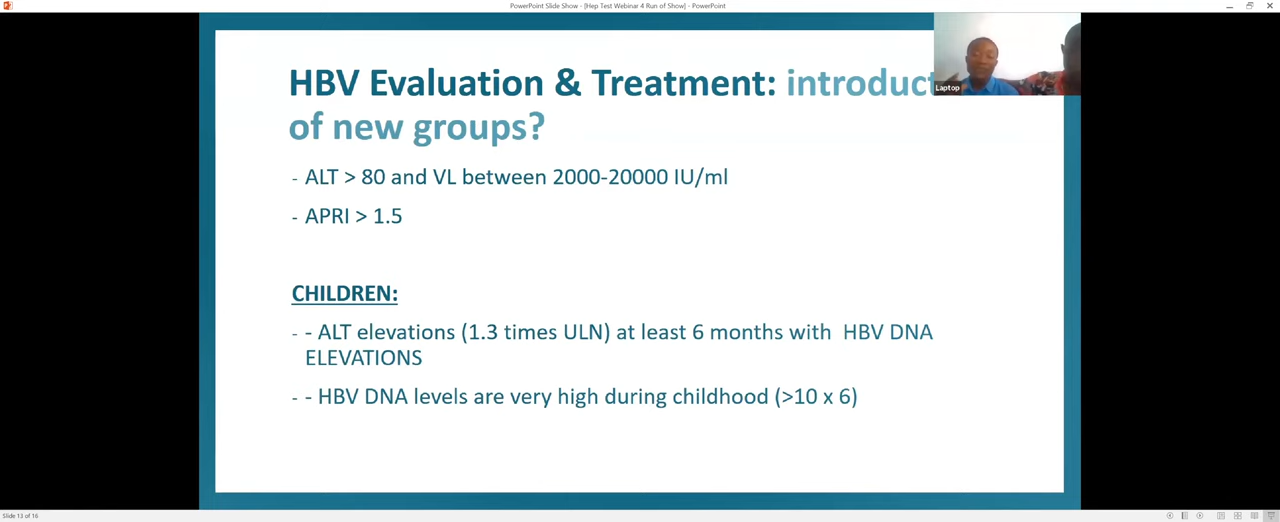 PowerPoint Slide Show - [Hep Test Webinar 4 Run of Show] - PowerPoint
Laptop
HBV Evaluation & Treatment: introduct
of new groups?
- ALT > 80 and VL between 2000-20000 IU/ml
- APRI > 1.5
CHILDREN:
- - ALT elevations (1.3 times ULN) at least 6 months with HBV DNA
ELEVATIONS
- - HBV DNA levels are very high during childhood (>10 x 6)
Slide 13 of 16